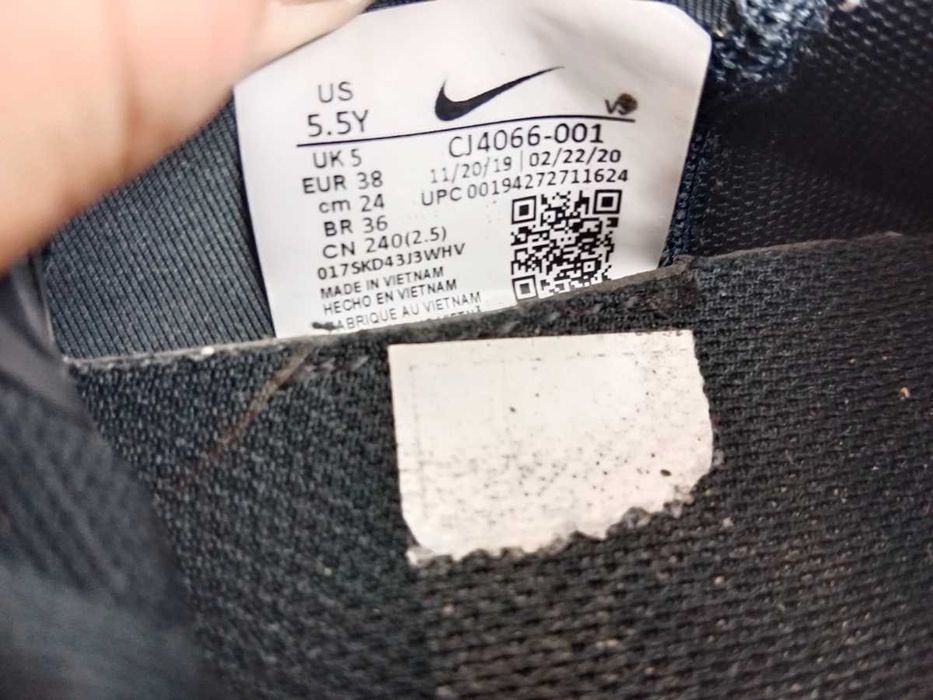 US
5.5Y
UK 5
EUR 38
cm 24
BR 36
CN 240(2.5)
017SKD43J3WHV
MADE IN VIETNAM
HECHO EN VIETNAM
FABRIQUE AU VIETNAM
CJ4066-001
11/20/19 | 02/22/20
UPC 00194272711624